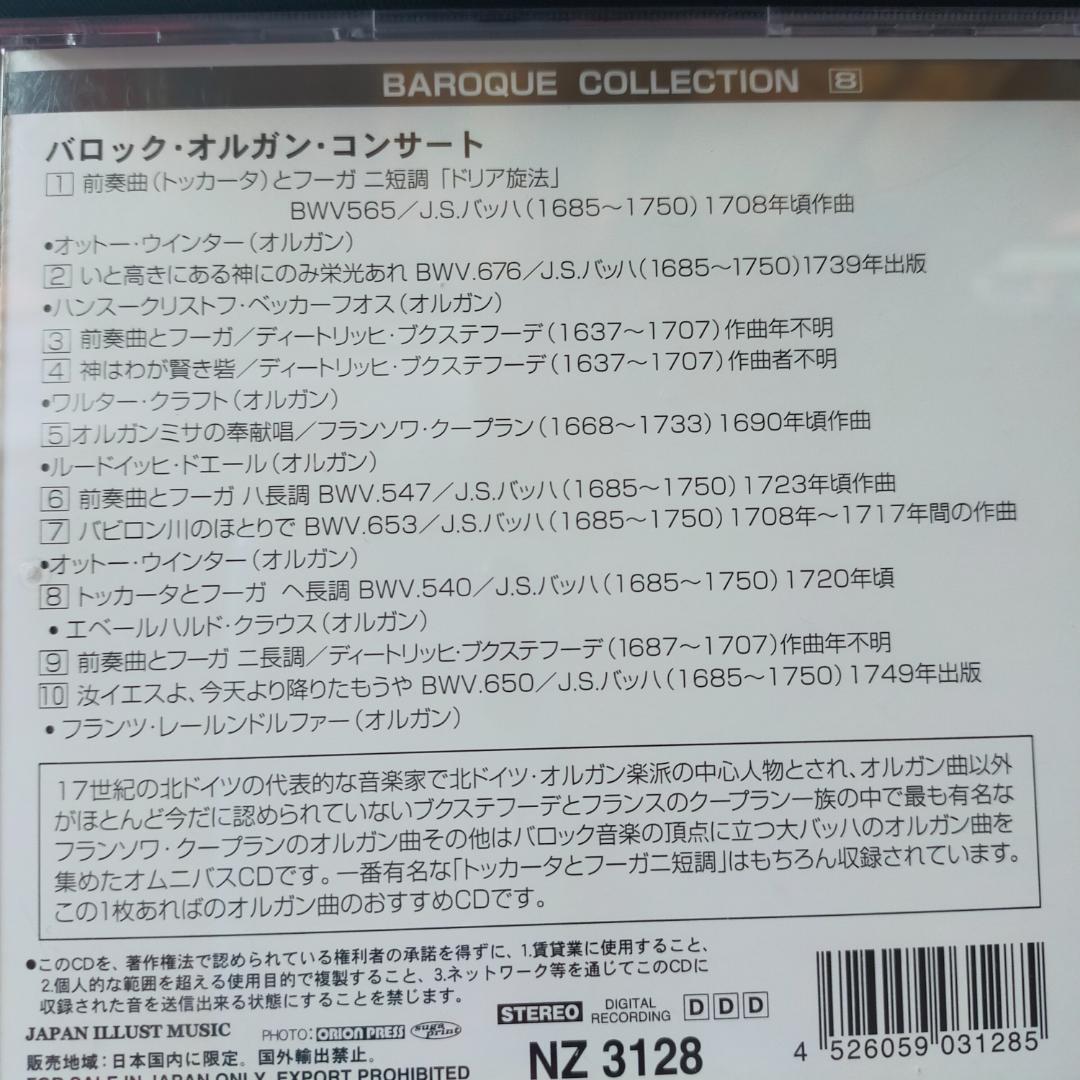 BAROQUE COLLECTION 8
バロック・オルガン・コンサート
1 前奏曲(トッカータ)とフーガ ニ短調「ドリア旋法」
BWV565/J.S.バッハ(1685〜1750)1708年頃作曲
•オットー・ウインター(オルガン)
2 いと高きにある神にのみ栄光あれ BWV.676/J.S.バッハ(1685〜1750)1739年出版
•ハンスークリストフ・ベッカーフオス(オルガン)
3 前奏曲とフーガ/ディートリッヒ・ブクステフーデ(1637〜1707)作曲年不明
4 神はわが賢き砦/ディートリッヒ・ブクステフーデ(1637〜1707)作曲者不明
•ワルター・クラフト(オルガン)
5 オルガンミサの奉献唱/フランソワ・クープラン(1668〜1733)1690年頃作曲
•ルードイッヒ・ドエール(オルガン)
6 前奏曲とフーガ ハ長調 BWV.547/J.S.バッハ(1685〜1750)1723年頃作曲
7 バビロン川のほとりで BWV.653/J.S.バッハ(1685〜1750)1708年〜1717年間の作曲
•オットー・ウインター(オルガン)
8 トッカータとフーガ ヘ長調 BWV.540/J.S.バッハ(1685〜1750)1720年頃
• エベールハルド・クラウス(オルガン)
9 前奏曲とフーガ ニ長調/ディートリッヒ・ブクステフーデ(1687〜1707)作曲年不明
10 汝イエスよ、今天より降りたもうや BWV.650/J.S.バッハ(1685〜1750)1749年出版
• フランツ・レールンドルファー(オルガン)
17世紀の北ドイツの代表的な音楽家で北ドイツ・オルガン楽派の中心人物とされ、オルガン曲以外
がほとんど今だに認められていないブクステフーデとフランスのクープラン一族の中で最も有名な
フランソワ・クープランのオルガン曲その他はバロック音楽の頂点に立つ大バッハのオルガン曲を
集めたオムニバスCDです。一番有名な「トッカータとフーガニ短調」はもちろん収録されています。
この1枚あればのオルガン曲のおすすめCDです。
•このCDを、著作権法で認められている権利者の承諾を得ずに、1.賃貸業に使用すること、
2.個人的な範囲を超える使用目的で複製すること、3.ネットワーク等を通じてこのCDに
収録された音を送信出来る状態にすることを禁じます。
JAPAN ILLUST MUSIC PHOTO: ORION PRESS suga print
STEREO DIGITAL RECORDING D D D
販売地域:日本国内に限定。国外輸出禁止。
FOR SALE IN JAPAN ONLY. EXPORT PROHIBITED
NZ 3128
4 526059 031285